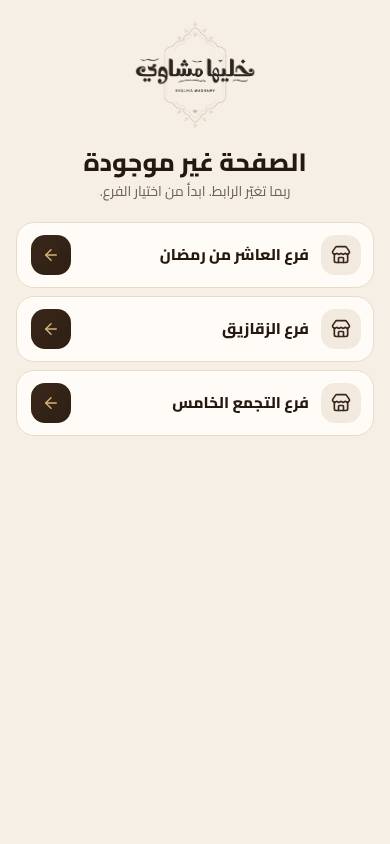 خليها مشاوي
KHALIHA MASHAWY
الصفحة غير موجودة
ربما تغيّر الرابط. ابدأ من اختيار الفرع.
فرع العاشر من رمضان
فرع الزقازيق
فرع التجمع الخامس